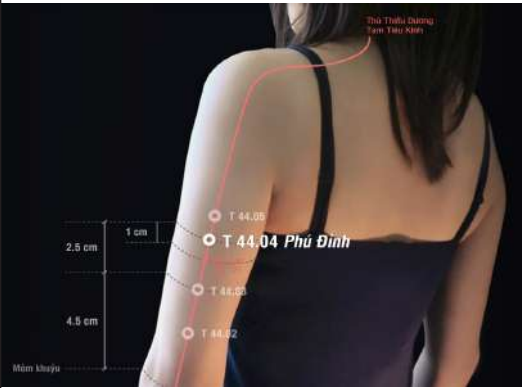 Thủ Thiếu Dương
Tam Tiêu Kinh
T 44.05
1 cm
T 44.04 Phú Đỉnh
2.5 cm
T 44.03
4.5 cm
T 44.02
Mỏm khuỷu